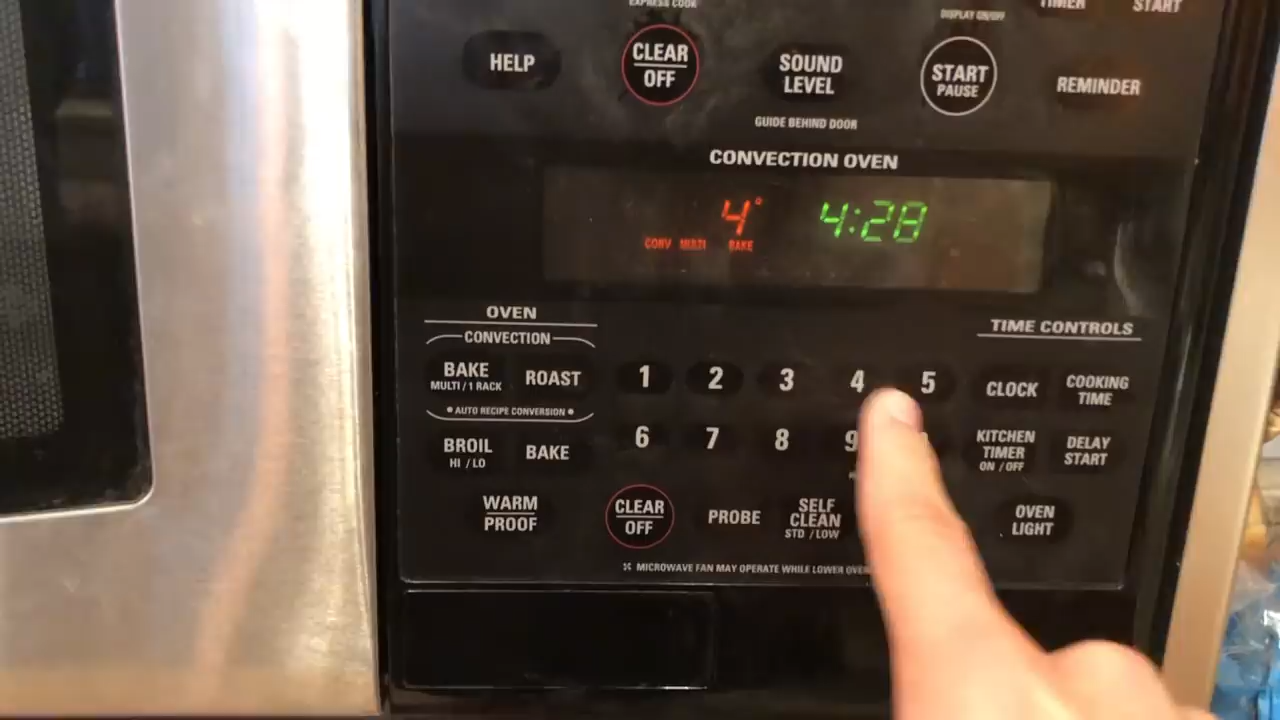 EXPRESS COOK
DISPLAY ON/OFF
TIMER
START
HELP
CLEAR
OFF
SOUND
LEVEL
START
PAUSE
REMINDER
GUIDE BEHIND DOOR
CONVECTION OVEN
4° 4:28
CONV MULTI BAKE
OVEN
CONVECTION
BAKE
MULTI / 1 RACK
ROAST
• AUTO RECIPE CONVERSION •
BROIL
HI / LO
BAKE
WARM
PROOF
1 2 3 4 5
6 7 8 9
CLEAR
OFF
PROBE
SELF
CLEAN
STD / LOW
MICROWAVE FAN MAY OPERATE WHILE LOWER
TIME CONTROLS
CLOCK
COOKING
TIME
KITCHEN
TIMER
ON / OFF
DELAY
START
OVEN
LIGHT